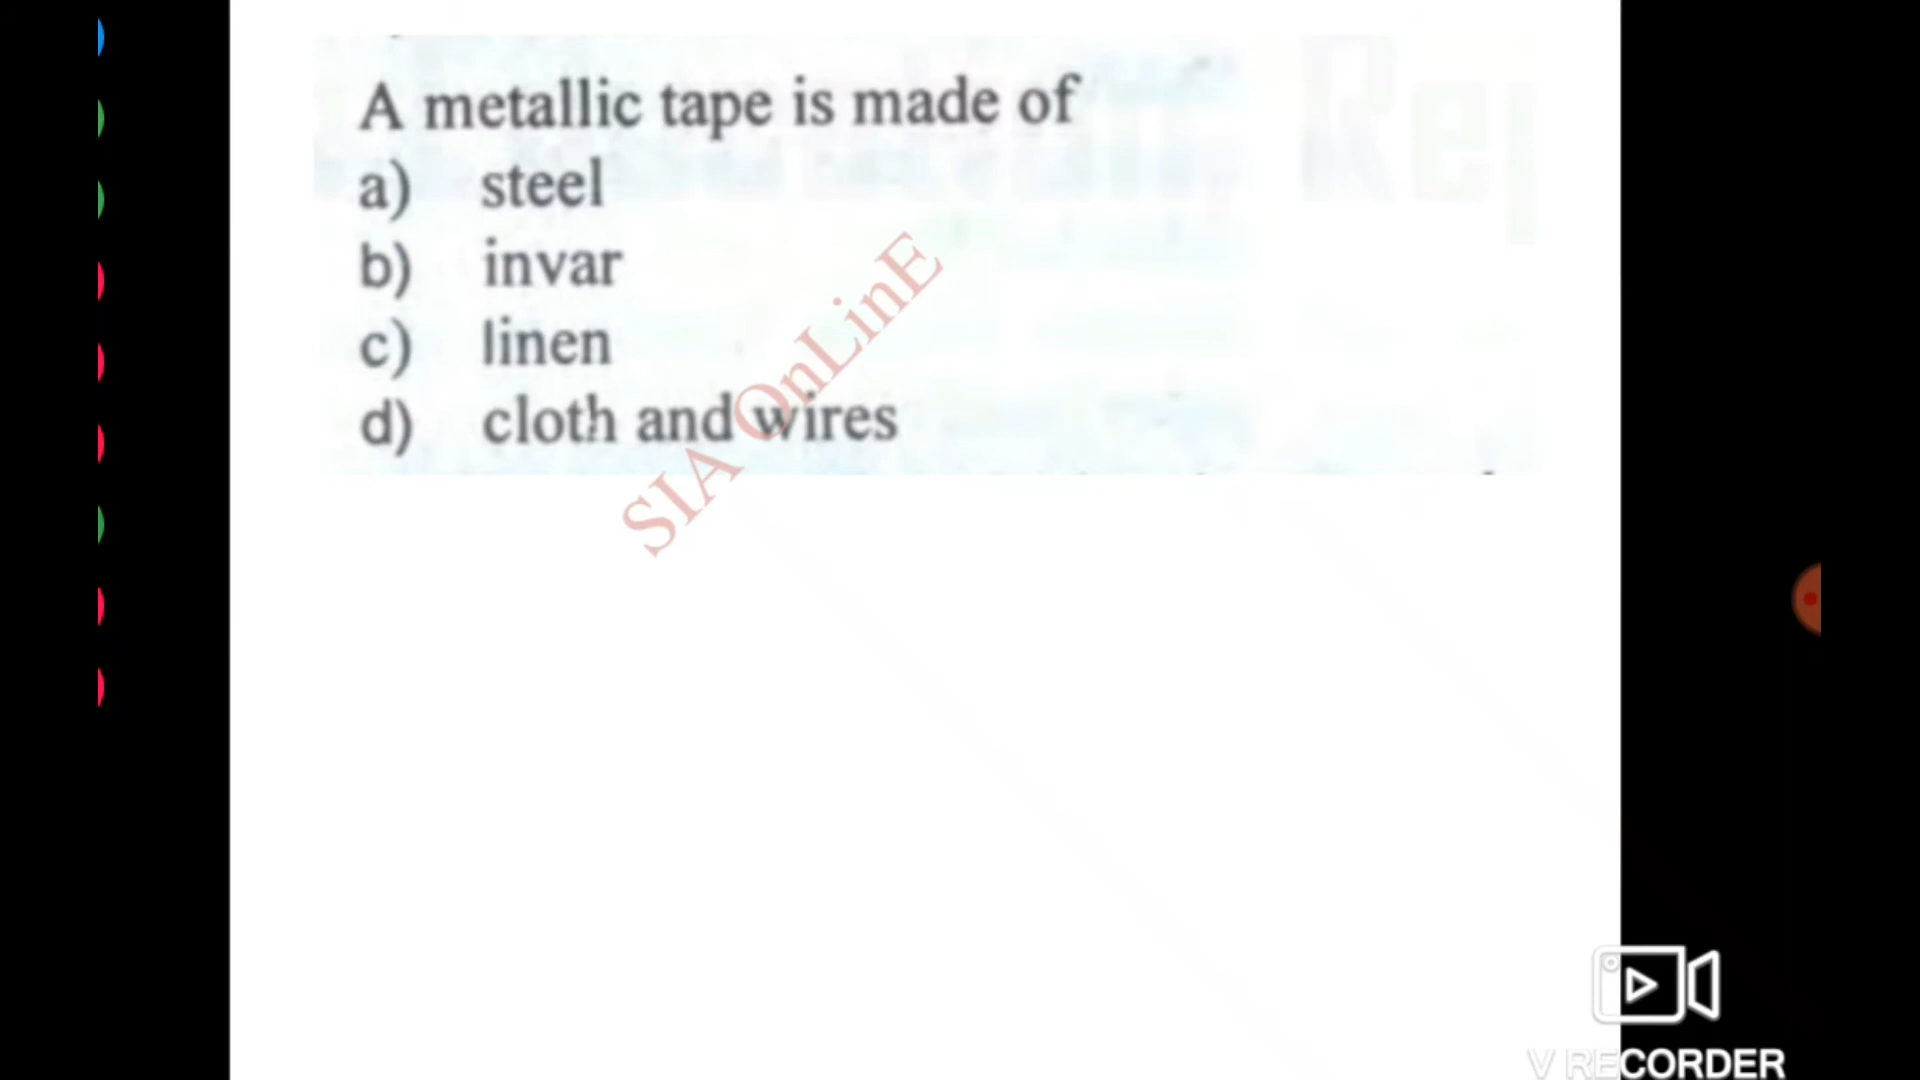 A metallic tape is made of
a) steel
b) invar
c) linen
d) cloth and wires
SIA OnLinE
V RECORDER